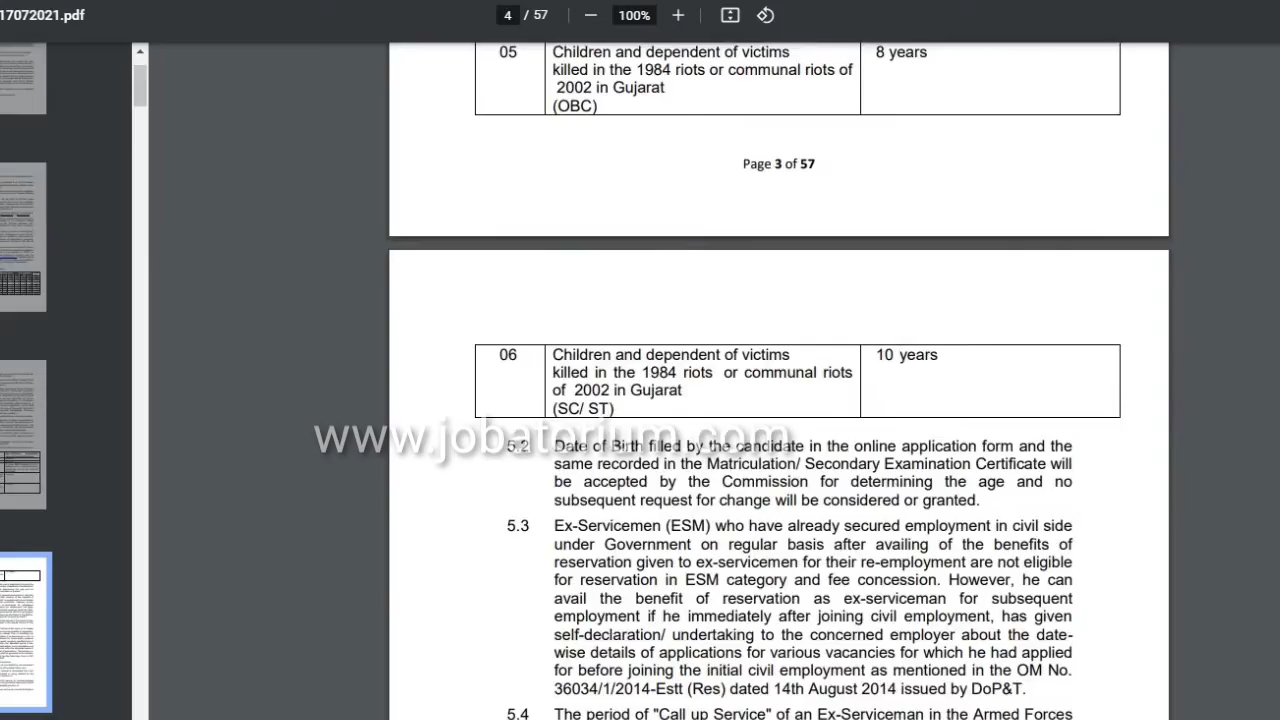 17072021.pdf
4 / 57
100%
05 Children and dependent of victims 8 years
killed in the 1984 riots or communal riots of
2002 in Gujarat
(OBC)
Page 3 of 57
06 Children and dependent of victims 10 years
killed in the 1984 riots or communal riots
of 2002 in Gujarat
(SC/ ST)
www.jobatorium.com
5.2 Date of Birth filled by the candidate in the online application form and the
same recorded in the Matriculation/ Secondary Examination Certificate will
be accepted by the Commission for determining the age and no
subsequent request for change will be considered or granted.
5.3 Ex-Servicemen (ESM) who have already secured employment in civil side
under Government on regular basis after availing of the benefits of
reservation given to ex-servicemen for their re-employment are not eligible
for reservation in ESM category and fee concession. However, he can
avail the benefit of reservation as ex-serviceman for subsequent
employment if he immediately after joining civil employment, has given
self-declaration/ undertaking to the concerned employer about the date-
wise details of applications for various vacancies for which he had applied
for before joining the initial civil employment as mentioned in the OM No.
36034/1/2014-Estt (Res) dated 14th August 2014 issued by DoP&T.
5.4 The period of "Call up Service" of an Ex-Serviceman in the Armed Forces